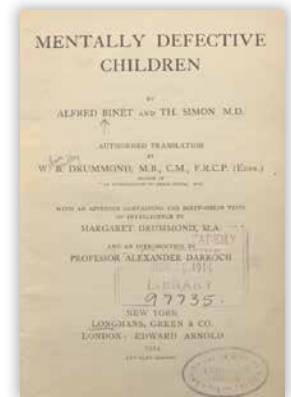 MENTALLY DEFECTIVE
CHILDREN
BY
ALFRED BINET AND TH. SIMON M.D.
AUTHORISED TRANSLATION
BY
W. B. DRUMMOND, M.B., C.M., F.R.C.P. (EDIN.)
WITH AN APPENDIX CONTAINING THE BINET-SIMON TESTS
OF INTELLIGENCE BY
MARGARET DRUMMOND, M.A.
AND AN INTRODUCTION BY
PROFESSOR ALEXANDER DARROCH
1914
LIBRARY
97735.
NEW YORK
LONGMANS, GREEN & CO.
LONDON: EDWARD ARNOLD
1914